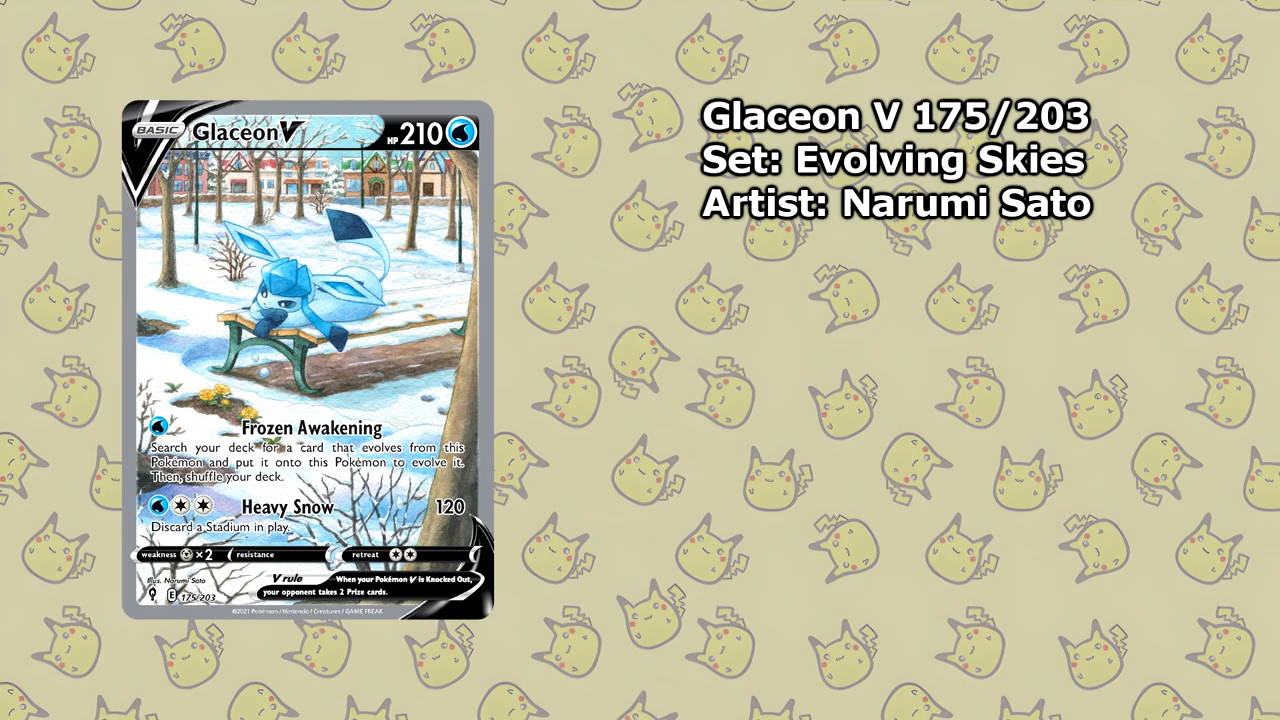 BASIC
Glaceon V
HP 210
Glaceon V 175/203
Set: Evolving Skies
Artist: Narumi Sato
Frozen Awakening
Search your deck for a card that evolves from this
Pokémon and put it onto this Pokémon to evolve it.
Then, shuffle your deck.
Heavy Snow 120
Discard a Stadium in play.
weakness ×2 resistance retreat
Illus. Narumi Sato
V rule When your Pokémon V is Knocked Out,
your opponent takes 2 Prize cards.
E 175/203
©2021 Pokémon / Nintendo / Creatures / GAME FREAK